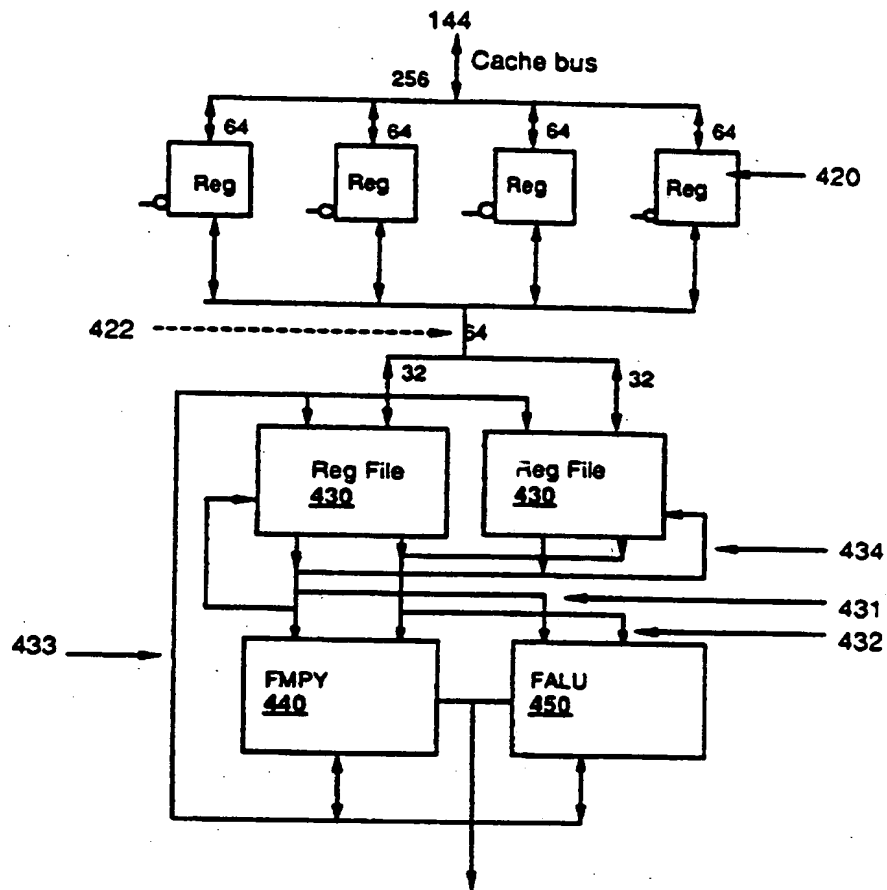 144
Cache bus
256
64 64 64 64
Reg Reg Reg Reg 420
422 64
32 32
Reg File Reg File
430 430
434
431
432
433
FMPY FALU
440 450